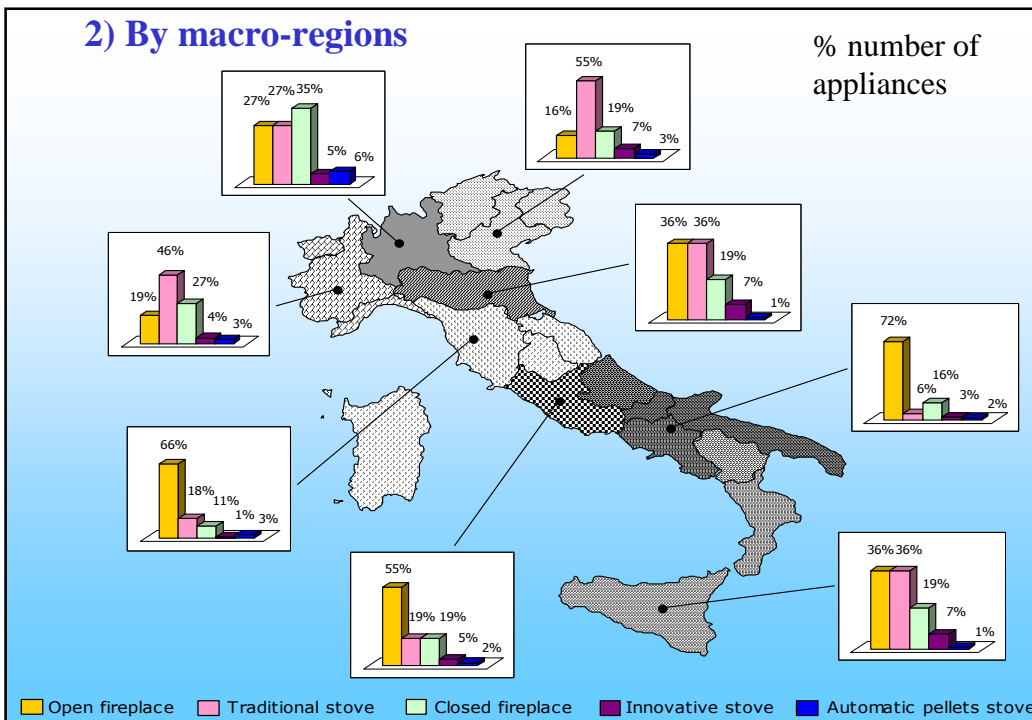 2) By macro-regions
% number of
appliances
27% 27% 35% 5% 6%
16% 55% 19% 7% 3%
19% 46% 27% 4% 3%
36% 36% 19% 7% 1%
72% 6% 16% 3% 2%
66% 18% 11% 1% 3%
55% 19% 19% 5% 2%
36% 36% 19% 7% 1%
Open fireplace Traditional stove Closed fireplace Innovative stove Automatic pellets stove